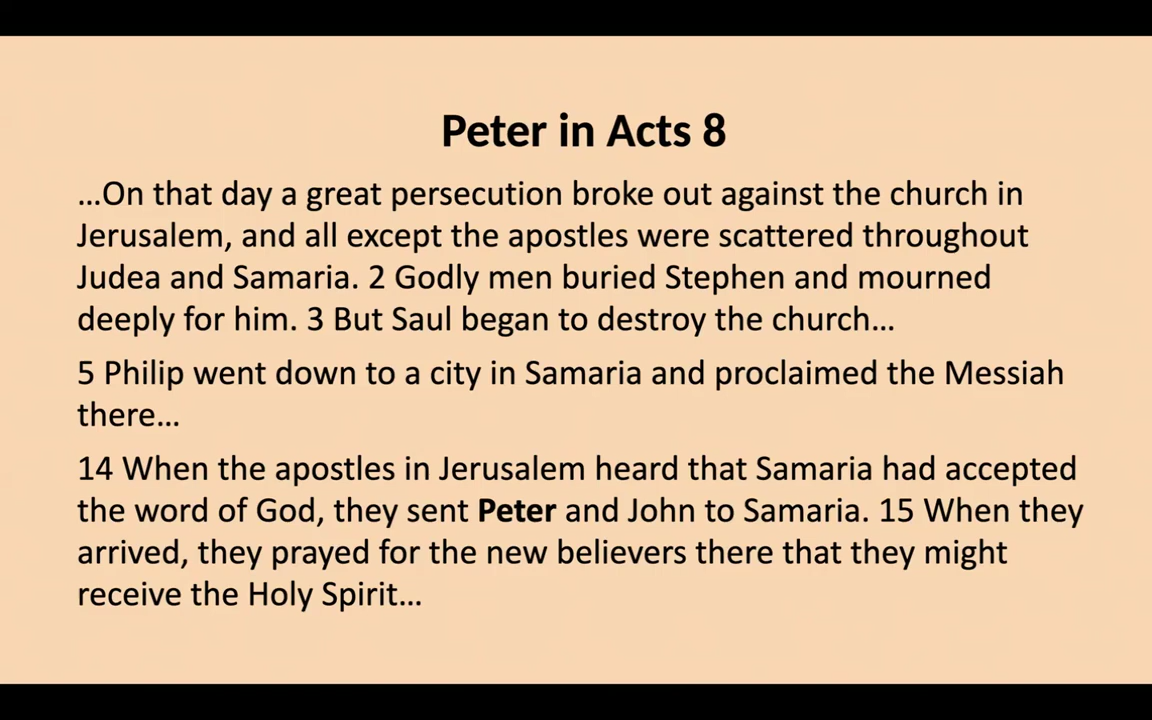 Peter in Acts 8
...On that day a great persecution broke out against the church in
Jerusalem, and all except the apostles were scattered throughout
Judea and Samaria. 2 Godly men buried Stephen and mourned
deeply for him. 3 But Saul began to destroy the church...
5 Philip went down to a city in Samaria and proclaimed the Messiah
there...
14 When the apostles in Jerusalem heard that Samaria had accepted
the word of God, they sent Peter and John to Samaria. 15 When they
arrived, they prayed for the new believers there that they might
receive the Holy Spirit...